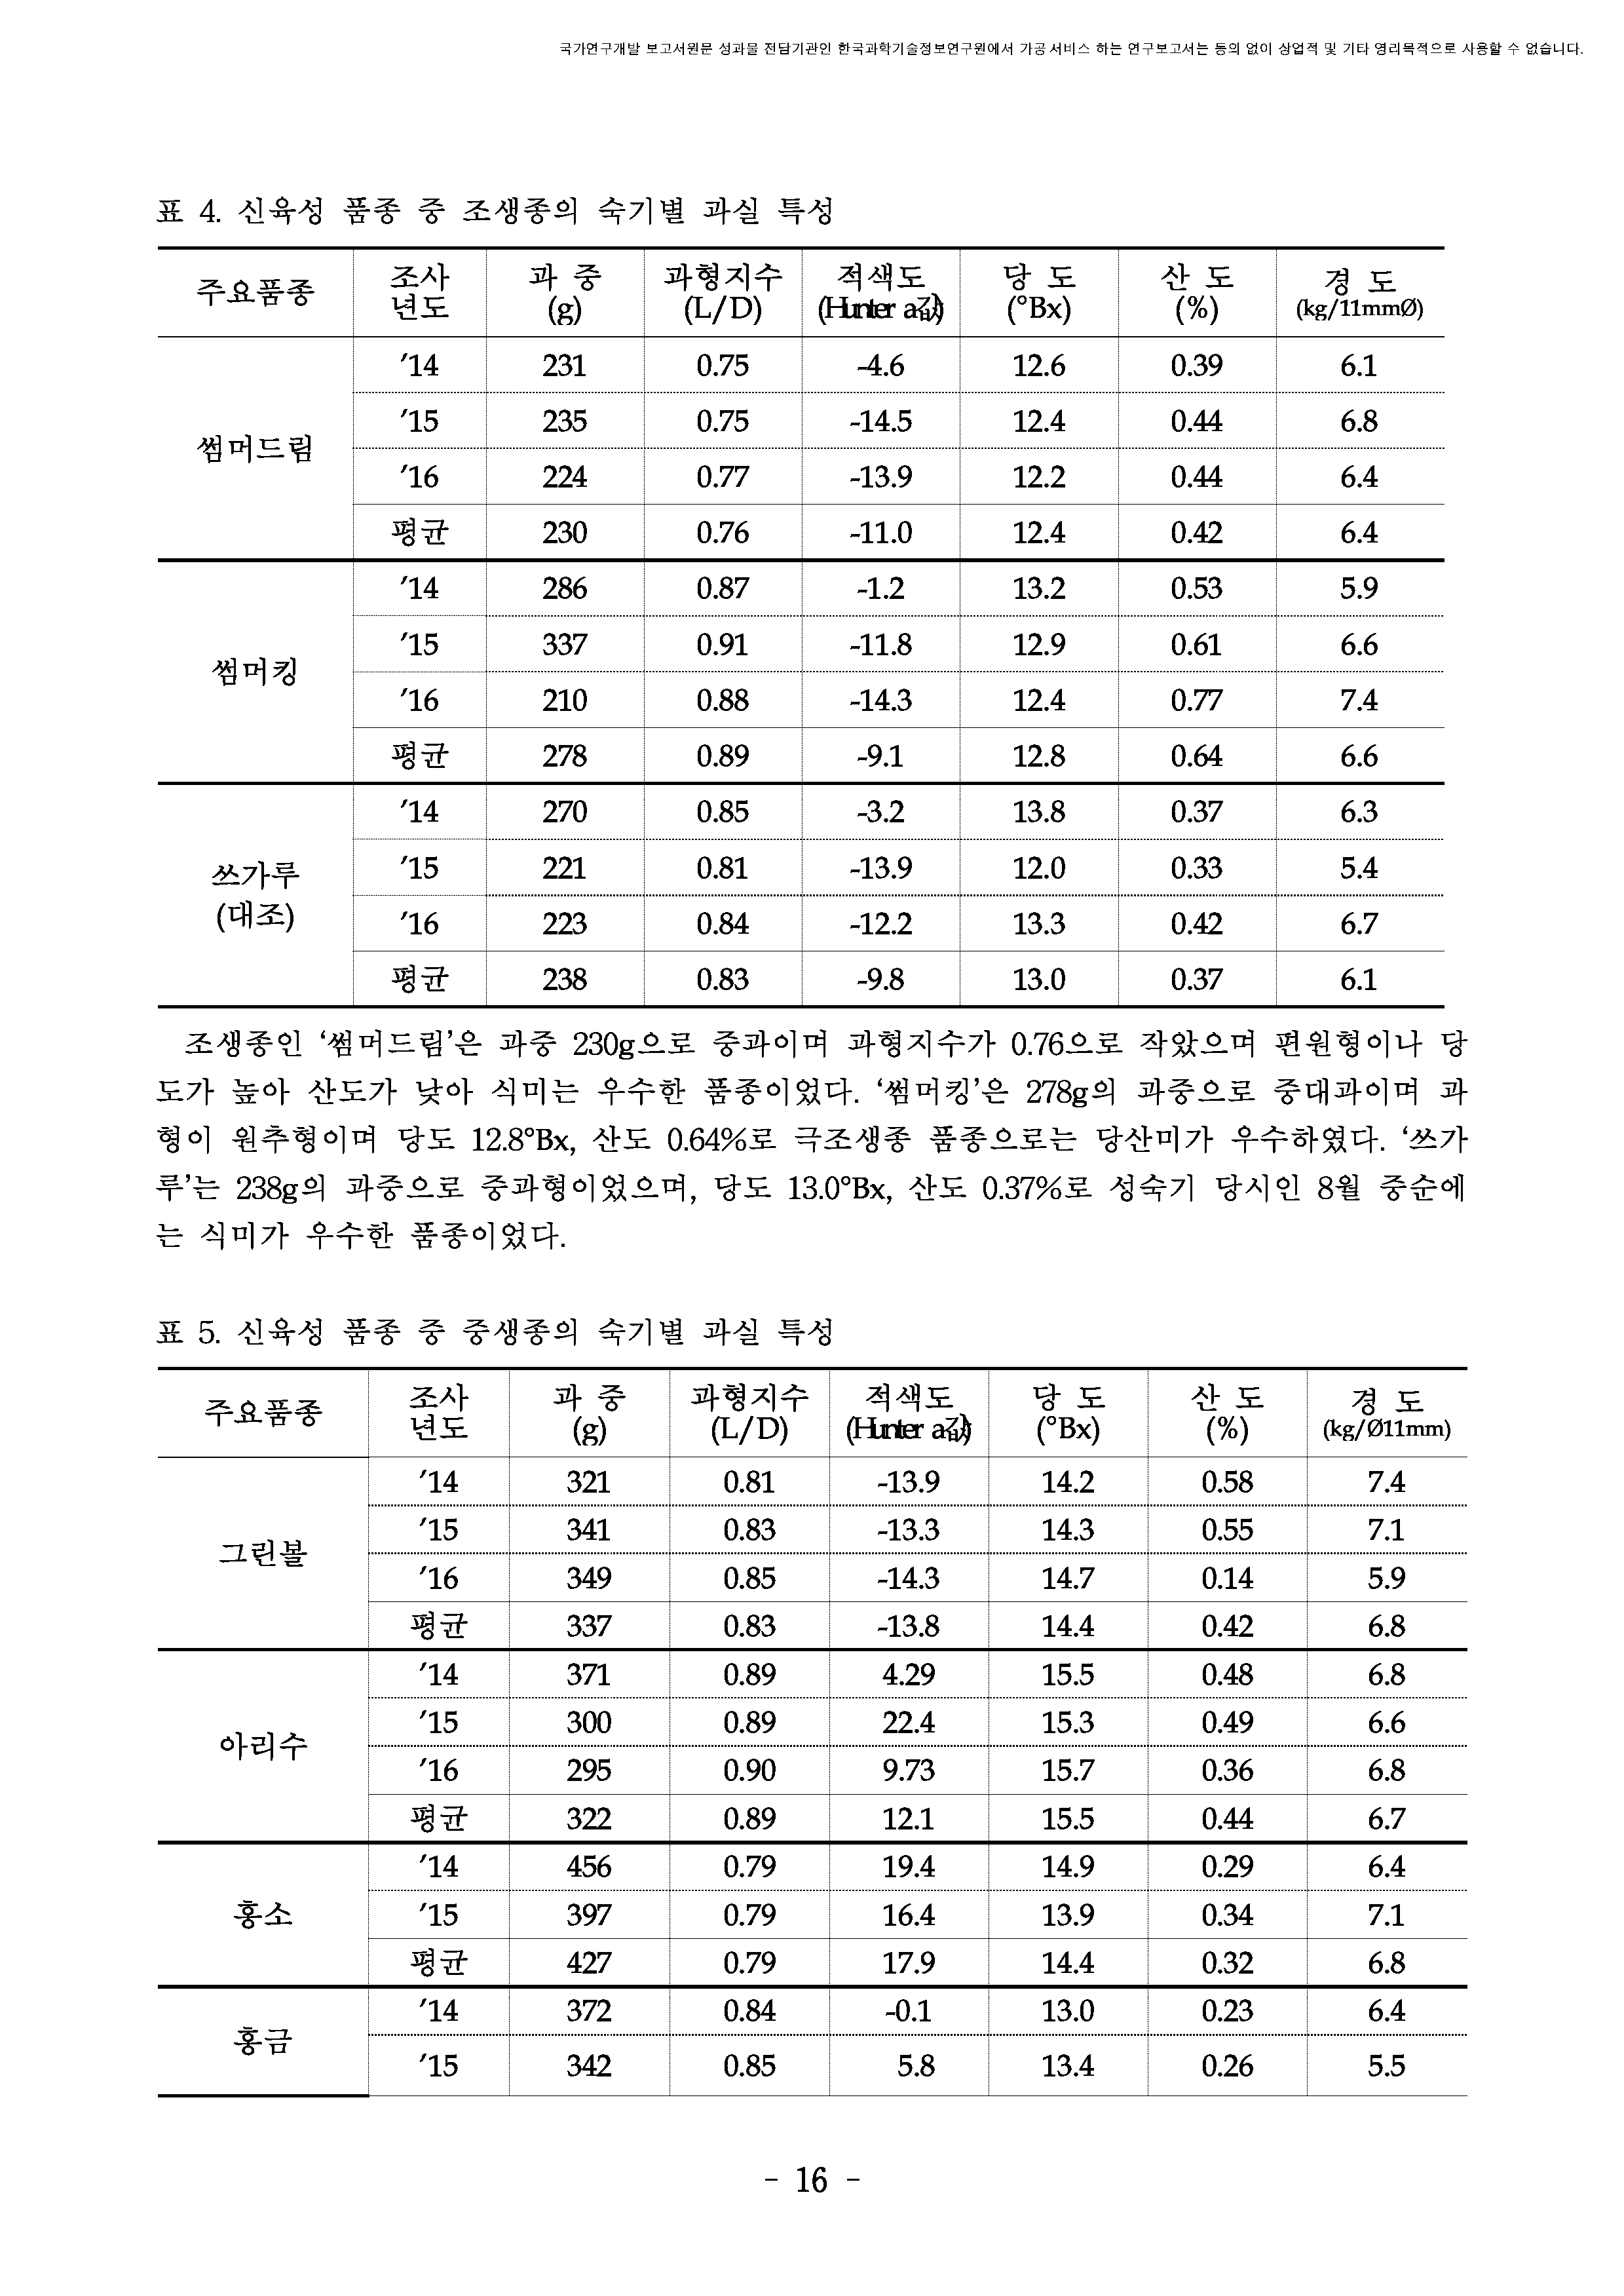 국가연구개발 보고서원문 성과물 전담기관인 한국과학기술정보연구원에서 가공·서비스 하는 연구보고서는 동의 없이 상업적 및 기타 영리목적으로 사용할 수 없습니다.
표 4. 신육성 품종 중 조생종의 숙기별 과실 특성
주요품종 조사년도 과 중 (g) 과형지수 (L/D) 적색도 (Hunter a값) 당 도 (°Bx) 산 도 (%) 경 도 (kg/11mmØ)
썸머드림 '14 231 0.75 -4.6 12.6 0.39 6.1
'15 235 0.75 -14.5 12.4 0.44 6.8
'16 224 0.77 -13.9 12.2 0.44 6.4
평균 230 0.76 -11.0 12.4 0.42 6.4
썸머킹 '14 286 0.87 -1.2 13.2 0.53 5.9
'15 337 0.91 -11.8 12.9 0.61 6.6
'16 210 0.88 -14.3 12.4 0.77 7.4
평균 278 0.89 -9.1 12.8 0.64 6.6
쓰가루 (대조) '14 270 0.85 -3.2 13.8 0.37 6.3
'15 221 0.81 -13.9 12.0 0.33 5.4
'16 223 0.84 -12.2 13.3 0.42 6.7
평균 238 0.83 -9.8 13.0 0.37 6.1
조생종인 ‘썸머드림’은 과중 230g으로 중과이며 과형지수가 0.76으로 작았으며 편원형이나 당
도가 높아 산도가 낮아 식미는 우수한 품종이었다. ‘썸머킹’은 278g의 과중으로 중대과이며 과
형이 원추형이며 당도 12.8°Bx, 산도 0.64%로 극조생종 품종으로는 당산미가 우수하였다. ‘쓰가
루’는 238g의 과중으로 중과형이었으며, 당도 13.0°Bx, 산도 0.37%로 성숙기 당시인 8월 중순에
는 식미가 우수한 품종이었다.
표 5. 신육성 품종 중 중생종의 숙기별 과실 특성
주요품종 조사년도 과 중 (g) 과형지수 (L/D) 적색도 (Hunter a값) 당 도 (°Bx) 산 도 (%) 경 도 (kg/Ø11mm)
그린볼 '14 321 0.81 -13.9 14.2 0.58 7.4
'15 341 0.83 -13.3 14.3 0.55 7.1
'16 349 0.85 -14.3 14.7 0.14 5.9
평균 337 0.83 -13.8 14.4 0.42 6.8
아리수 '14 371 0.89 4.29 15.5 0.48 6.8
'15 300 0.89 22.4 15.3 0.49 6.6
'16 295 0.90 9.73 15.7 0.36 6.8
평균 322 0.89 12.1 15.5 0.44 6.7
홍소 '14 456 0.79 19.4 14.9 0.29 6.4
'15 397 0.79 16.4 13.9 0.34 7.1
평균 427 0.79 17.9 14.4 0.32 6.8
홍금 '14 372 0.84 -0.1 13.0 0.23 6.4
'15 342 0.85 5.8 13.4 0.26 5.5
- 16 -